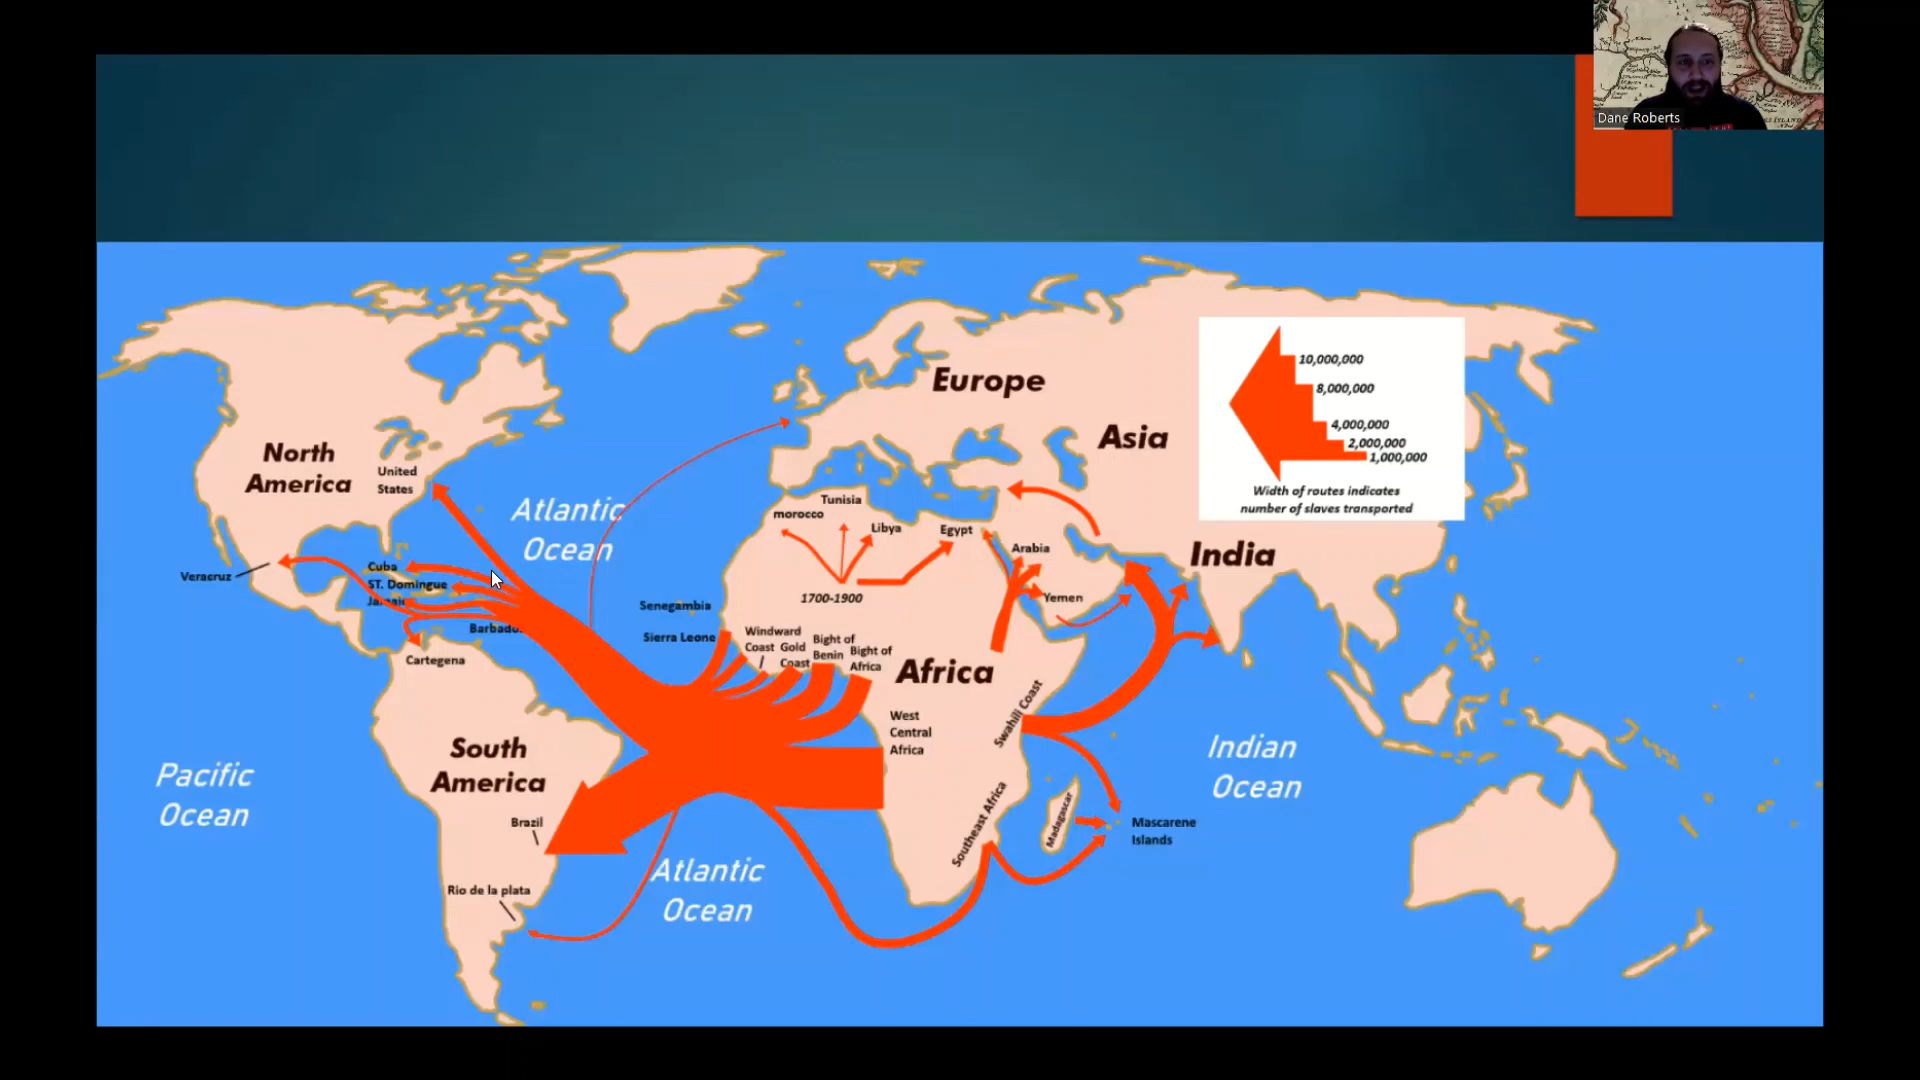 Dane Roberts
10,000,000
8,000,000
4,000,000
2,000,000
1,000,000
Width of routes indicates
number of slaves transported
Europe
Asia
North
America
United
States
Atlantic
Ocean
Tunisia
morocco
Libya
Egypt
Arabia
India
Veracruz
Cuba
ST. Domingue
Yemen
1700-1900
Senegambia
Sierra Leone
Windward
Coast
Gold
Coast
Bight of
Benin
Bight of
Africa
Cartegena
Africa
West
Central
Africa
Swahili Coast
South
America
Pacific
Ocean
Indian
Ocean
Brazil
Southeast Africa
Madagascar
Mascarene
Islands
Rio de la plata
Atlantic
Ocean